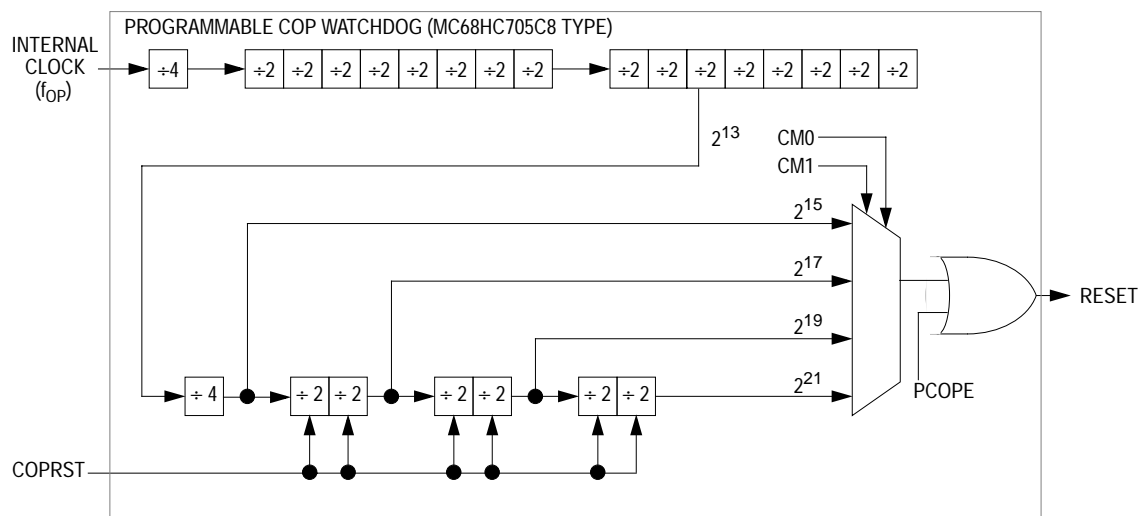 PROGRAMMABLE COP WATCHDOG (MC68HC705C8 TYPE)
INTERNAL
CLOCK
(fOP)
÷4
÷2 ÷2 ÷2 ÷2 ÷2 ÷2 ÷2 ÷2
÷2 ÷2 ÷2 ÷2 ÷2 ÷2 ÷2 ÷2
2^13
CM0
CM1
2^15
2^17
2^19
2^21
RESET
PCOPE
÷ 4
÷ 2 ÷ 2
÷ 2 ÷ 2
÷ 2 ÷ 2
COPRST